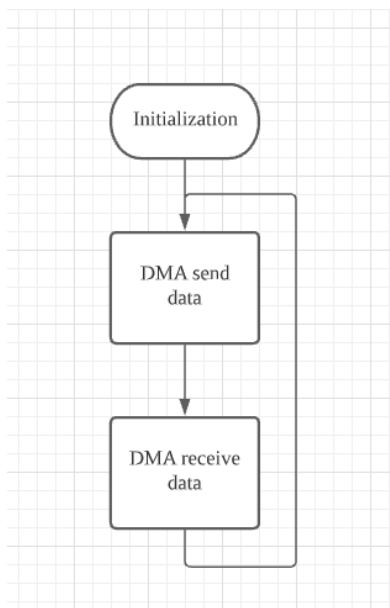 Initialization
DMA send
data
DMA receive
data